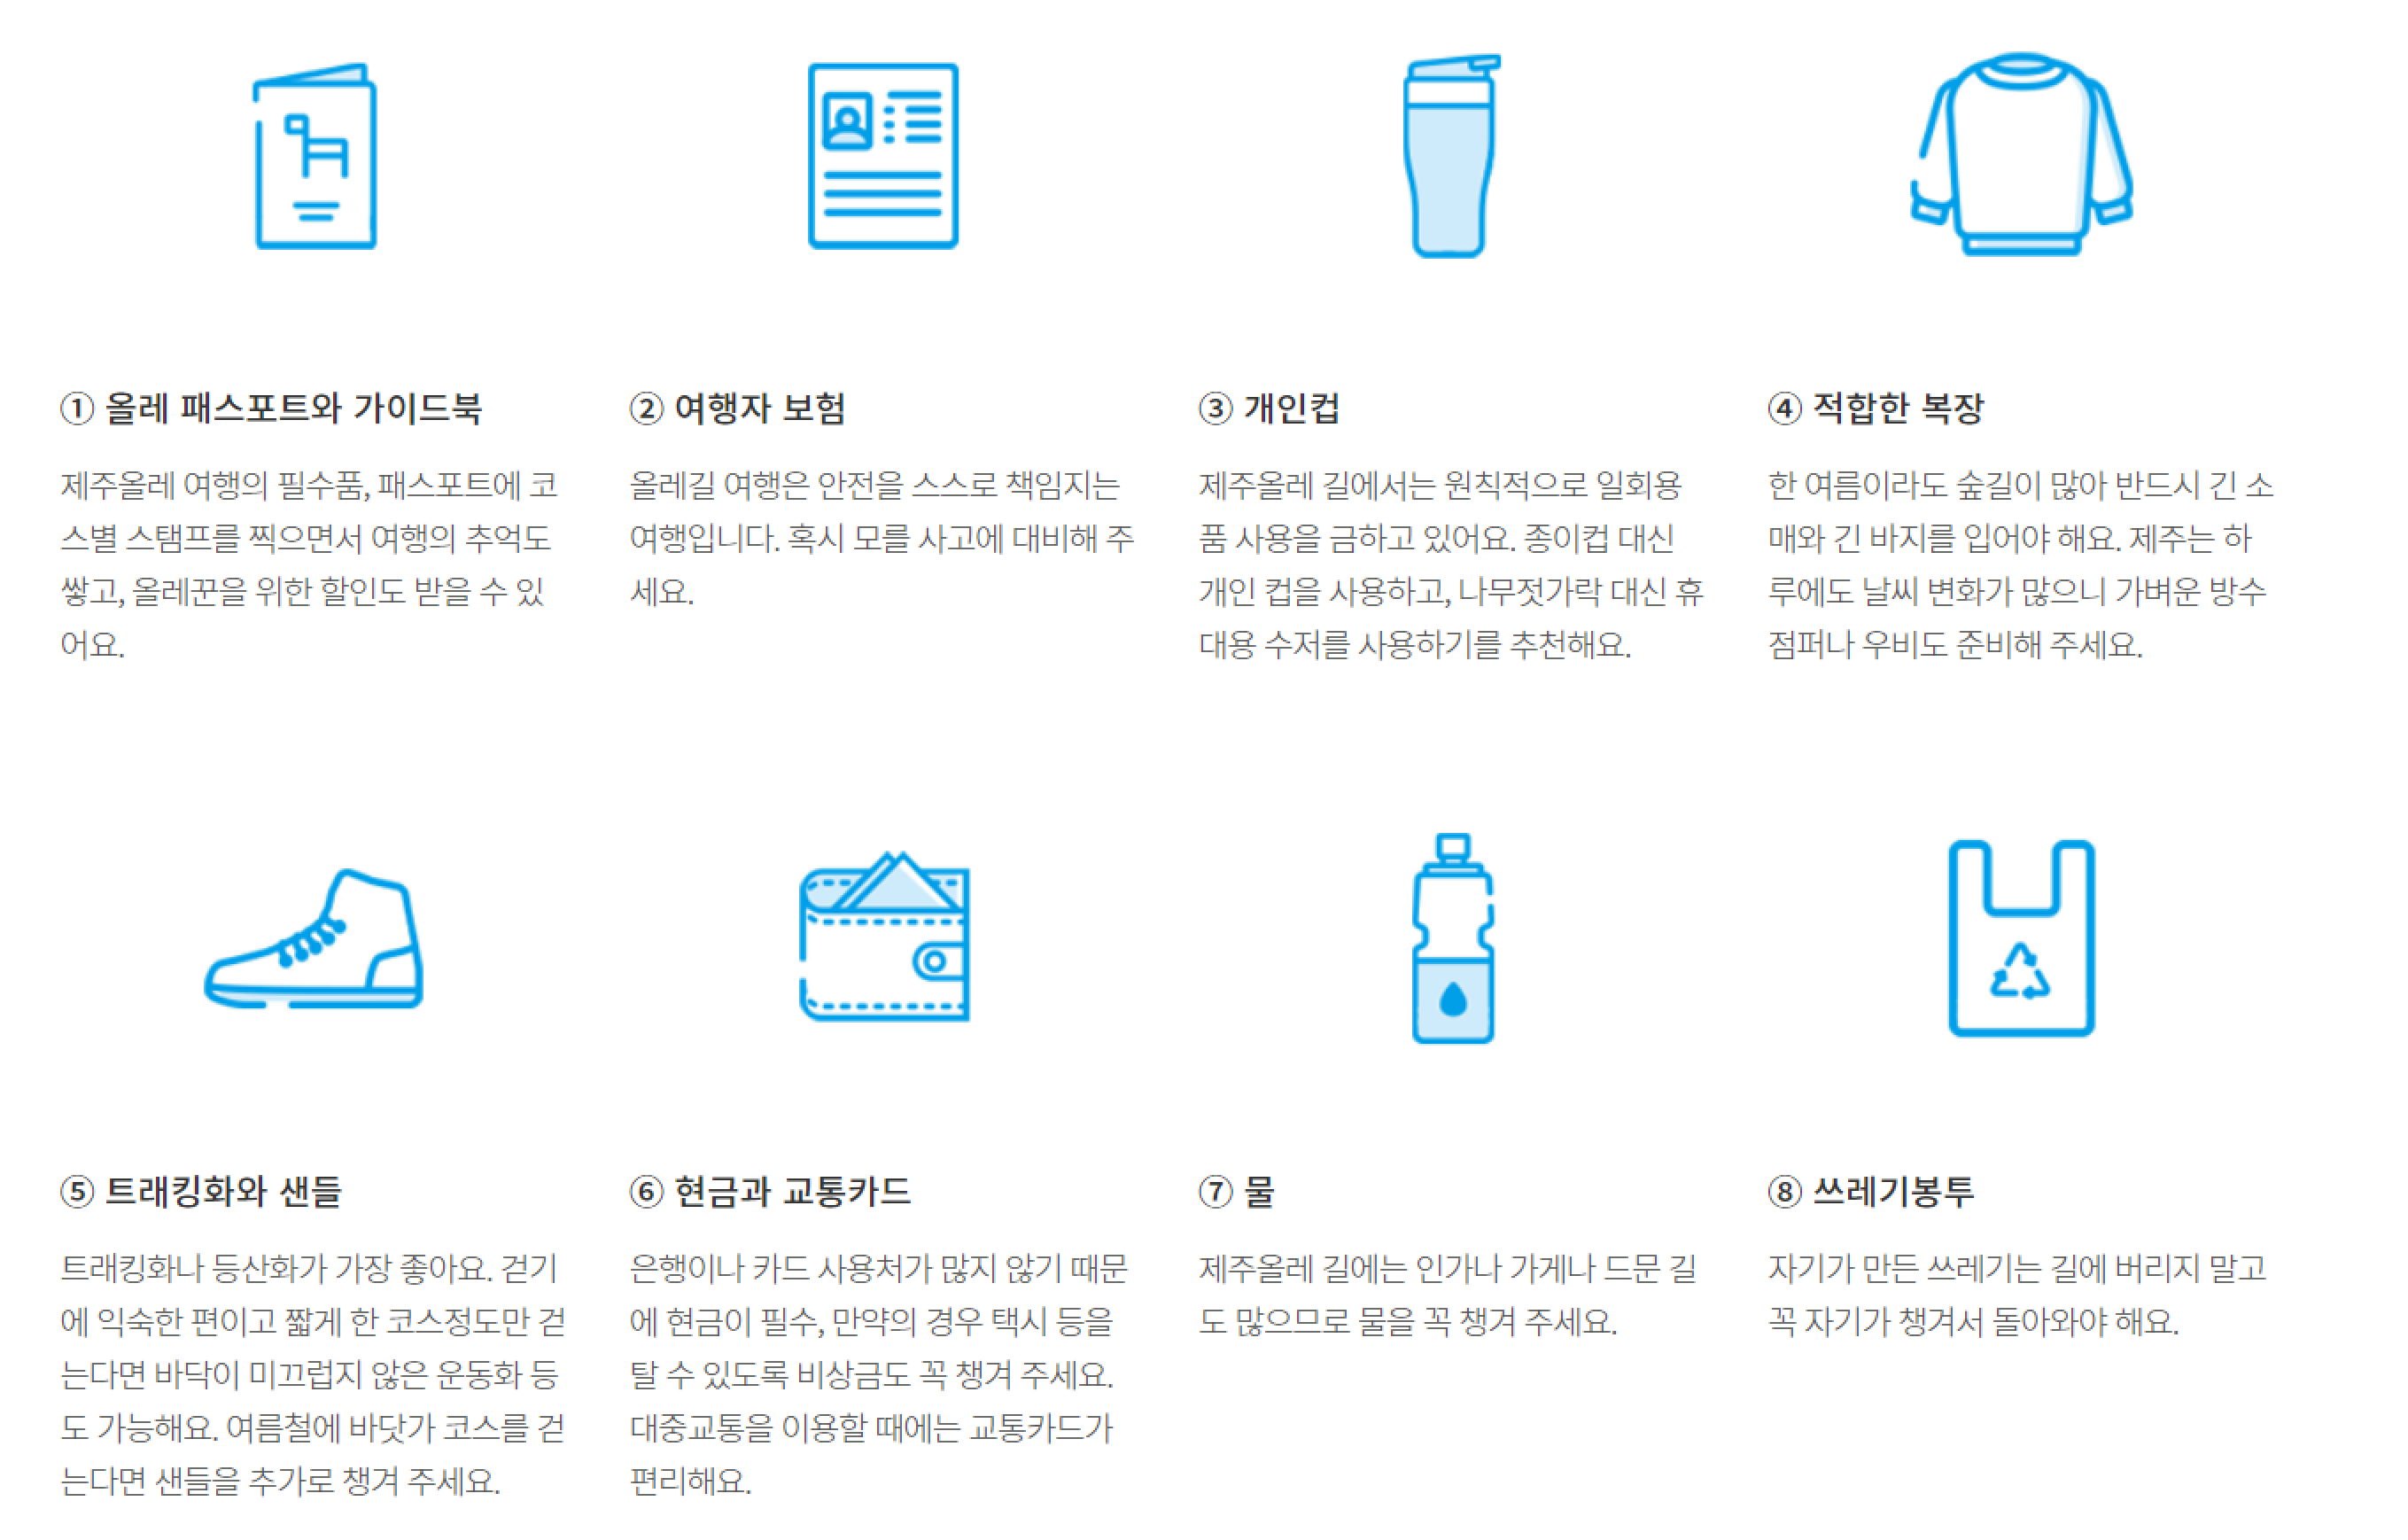 ① 올레 패스포트와 가이드북
제주올레 여행의 필수품, 패스포트에 코
스별 스탬프를 찍으면서 여행의 추억도
쌓고, 올레꾼을 위한 할인도 받을 수 있
어요.
② 여행자 보험
올레길 여행은 안전을 스스로 책임지는
여행입니다. 혹시 모를 사고에 대비해 주
세요.
③ 개인컵
제주올레 길에서는 원칙적으로 일회용
품 사용을 금하고 있어요. 종이컵 대신
개인 컵을 사용하고, 나무젓가락 대신 휴
대용 수저를 사용하기를 추천해요.
④ 적합한 복장
한 여름이라도 숲길이 많아 반드시 긴 소
매와 긴 바지를 입어야 해요. 제주는 하
루에도 날씨 변화가 많으니 가벼운 방수
점퍼나 우비도 준비해 주세요.
⑤ 트래킹화와 샌들
트래킹화나 등산화가 가장 좋아요. 걷기
에 익숙한 편이고 짧게 한 코스정도만 걷
는다면 바닥이 미끄럽지 않은 운동화 등
도 가능해요. 여름철에 바닷가 코스를 걷
는다면 샌들을 추가로 챙겨 주세요.
⑥ 현금과 교통카드
은행이나 카드 사용처가 많지 않기 때문
에 현금이 필수, 만약의 경우 택시 등을
탈 수 있도록 비상금도 꼭 챙겨 주세요.
대중교통을 이용할 때에는 교통카드가
편리해요.
⑦ 물
제주올레 길에는 인가나 가게나 드문 길
도 많으므로 물을 꼭 챙겨 주세요.
⑧ 쓰레기봉투
자기가 만든 쓰레기는 길에 버리지 말고
꼭 자기가 챙겨서 돌아와야 해요.